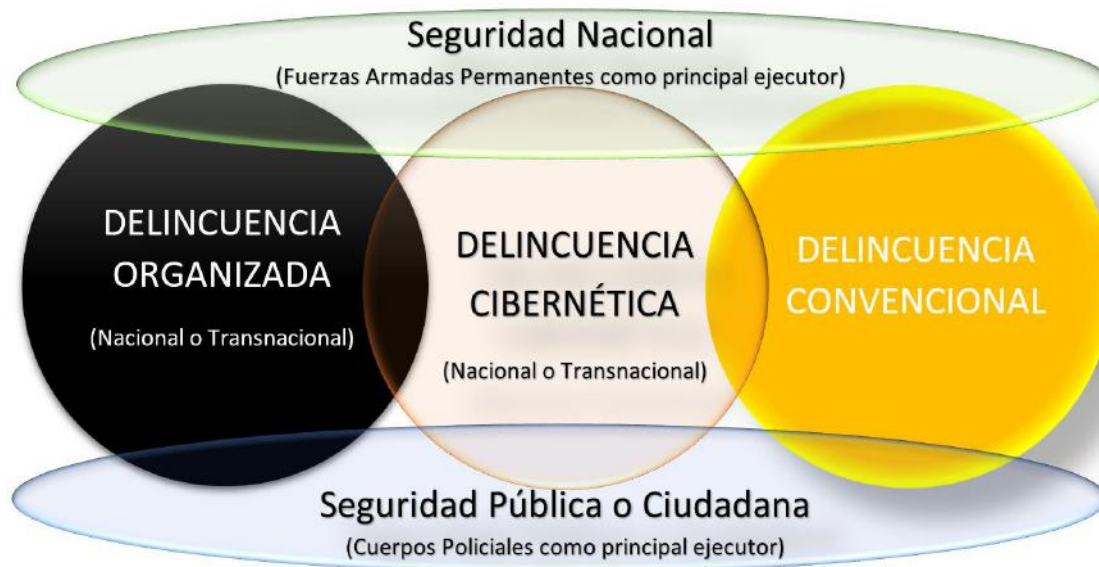 Seguridad Nacional
(Fuerzas Armadas Permanentes como principal ejecutor)
DELINCUENCIA
ORGANIZADA
(Nacional o Transnacional)
DELINCUENCIA
CIBERNÉTICA
(Nacional o Transnacional)
DELINCUENCIA
CONVENCIONAL
Seguridad Pública o Ciudadana
(Cuerpos Policiales como principal ejecutor)